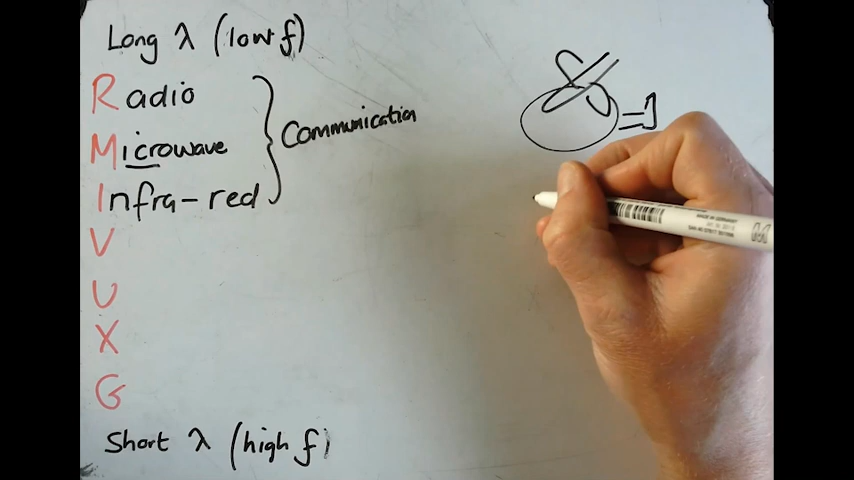 Long λ (low f)
Radio
Microwave
Infra-red
Communication
V
U
X
G
Short λ (high f)